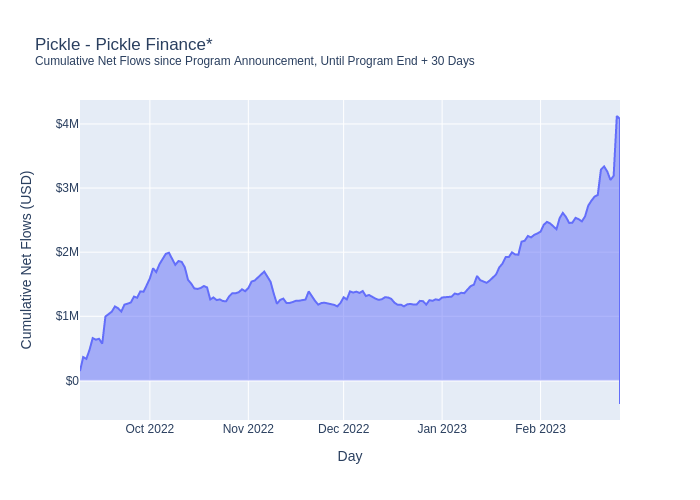 Pickle - Pickle Finance*
Cumulative Net Flows since Program Announcement, Until Program End + 30 Days
Cumulative Net Flows (USD)
$4M
$3M
$2M
$1M
$0
Oct 2022
Nov 2022
Dec 2022
Jan 2023
Feb 2023
Day